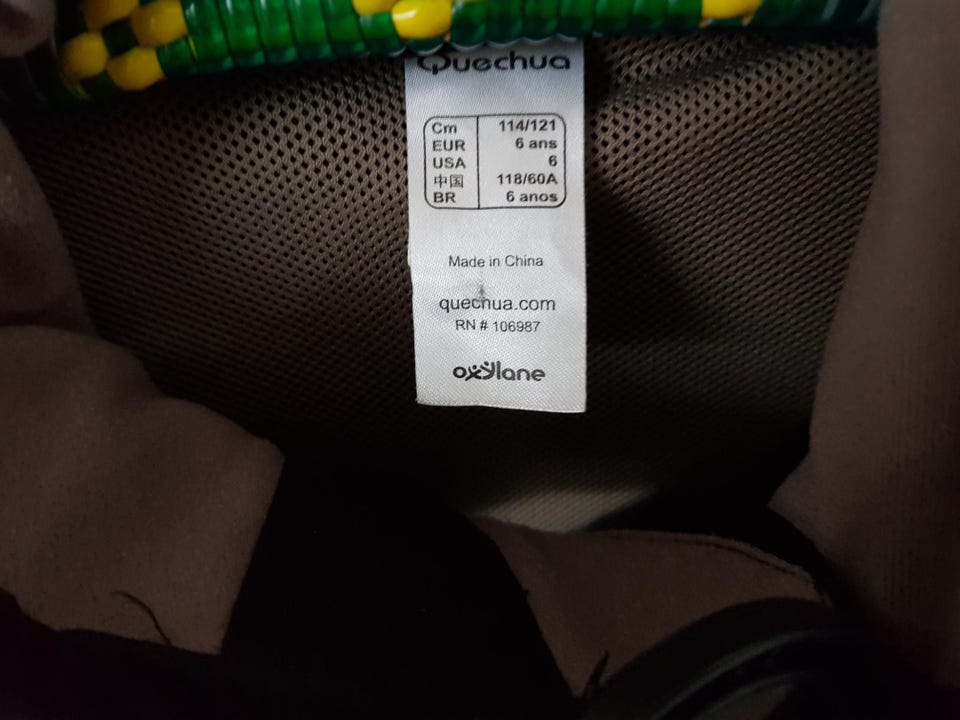 Quechua
Cm 114/121
EUR 6 ans
USA 6
中国 118/60A
BR 6 anos
Made in China
quechua.com
RN # 106987
oxylane